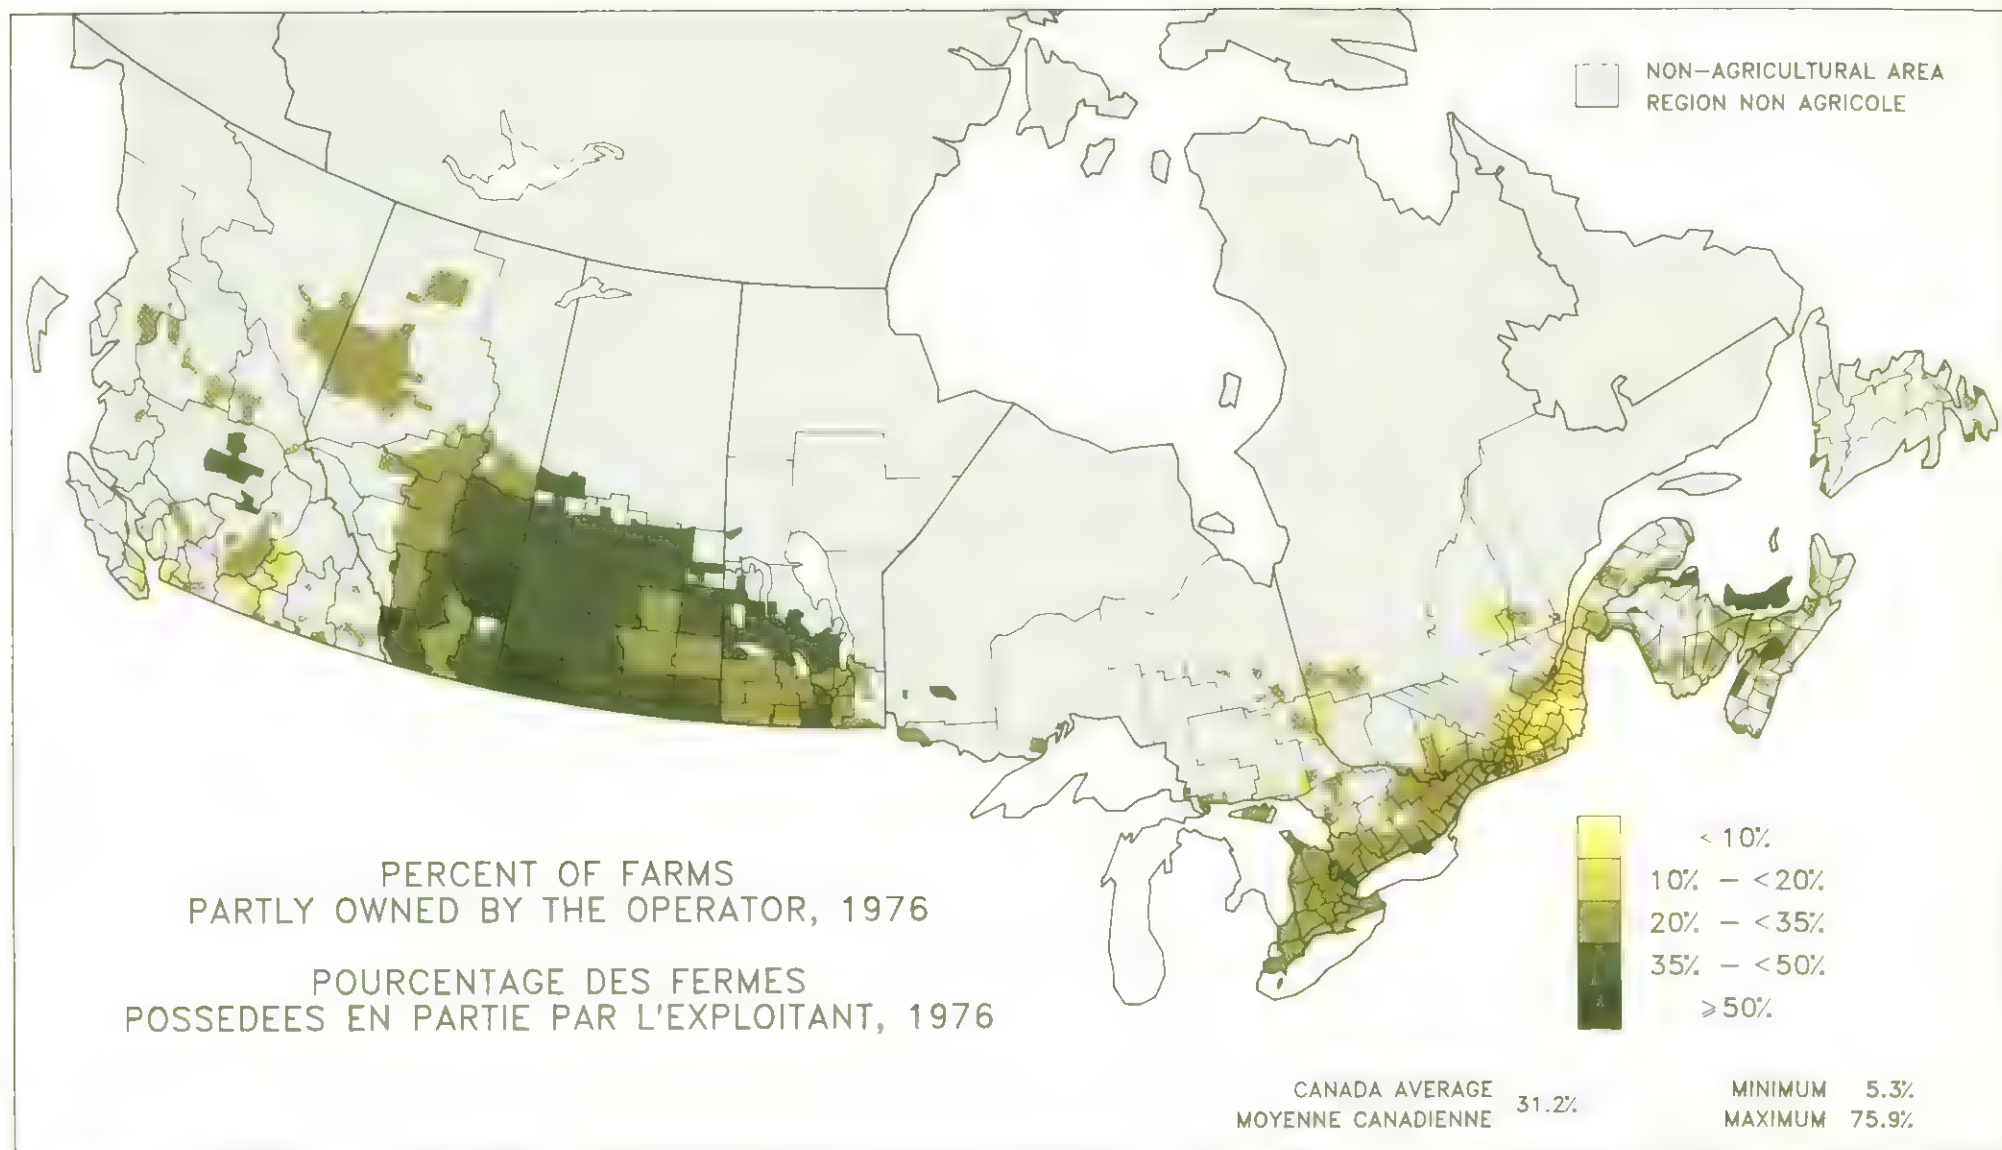 NON-AGRICULTURAL AREA
REGION NON AGRICOLE
PERCENT OF FARMS
PARTLY OWNED BY THE OPERATOR, 1976
POURCENTAGE DES FERMES
POSSEDEES EN PARTIE PAR L'EXPLOITANT, 1976
< 10%
10% - <20%
20% - <35%
35% - <50%
⩾50%
CANADA AVERAGE
MOYENNE CANADIENNE
31.2%
MINIMUM 5.3%
MAXIMUM 75.9%